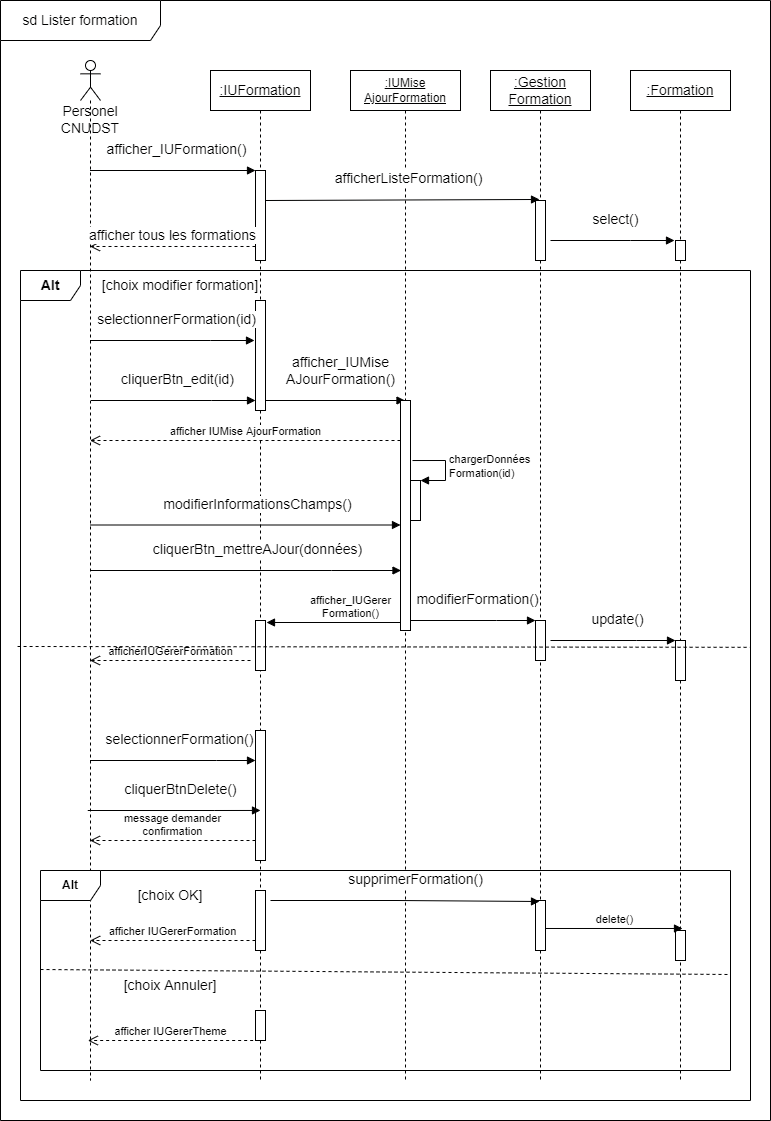 sd Lister formation
Personel
CNUDST
:IUFormation
:IUMise
AjourFormation
:Gestion
Formation
:Formation
afficher_IUFormation()
afficherListeFormation()
select()
afficher tous les formations
Alt
[choix modifier formation]
selectionnerFormation(id)
afficher_IUMise
AJourFormation()
cliquerBtn_edit(id)
afficher IUMise AjourFormation
chargerDonnées
Formation(id)
modifierInformationsChamps()
cliquerBtn_mettreAJour(données)
afficher_IUGerer
Formation()
modifierFormation()
update()
afficherIUGererFormation
selectionnerFormation()
cliquerBtnDelete()
message demander
confirmation
Alt
[choix OK]
supprimerFormation()
delete()
afficher IUGererFormation
[choix Annuler]
afficher IUGererTheme